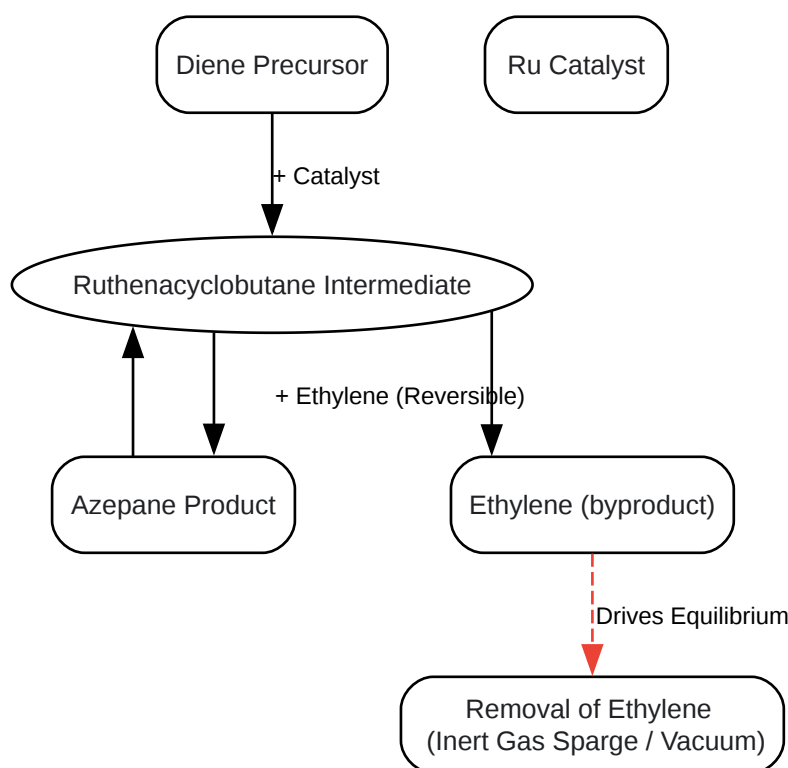 Diene Precursor
Ru Catalyst
+ Catalyst
Ruthenacyclobutane Intermediate
+ Ethylene (Reversible)
Azepane Product
Ethylene (byproduct)
Drives Equilibrium
Removal of Ethylene
(Inert Gas Sparge / Vacuum)